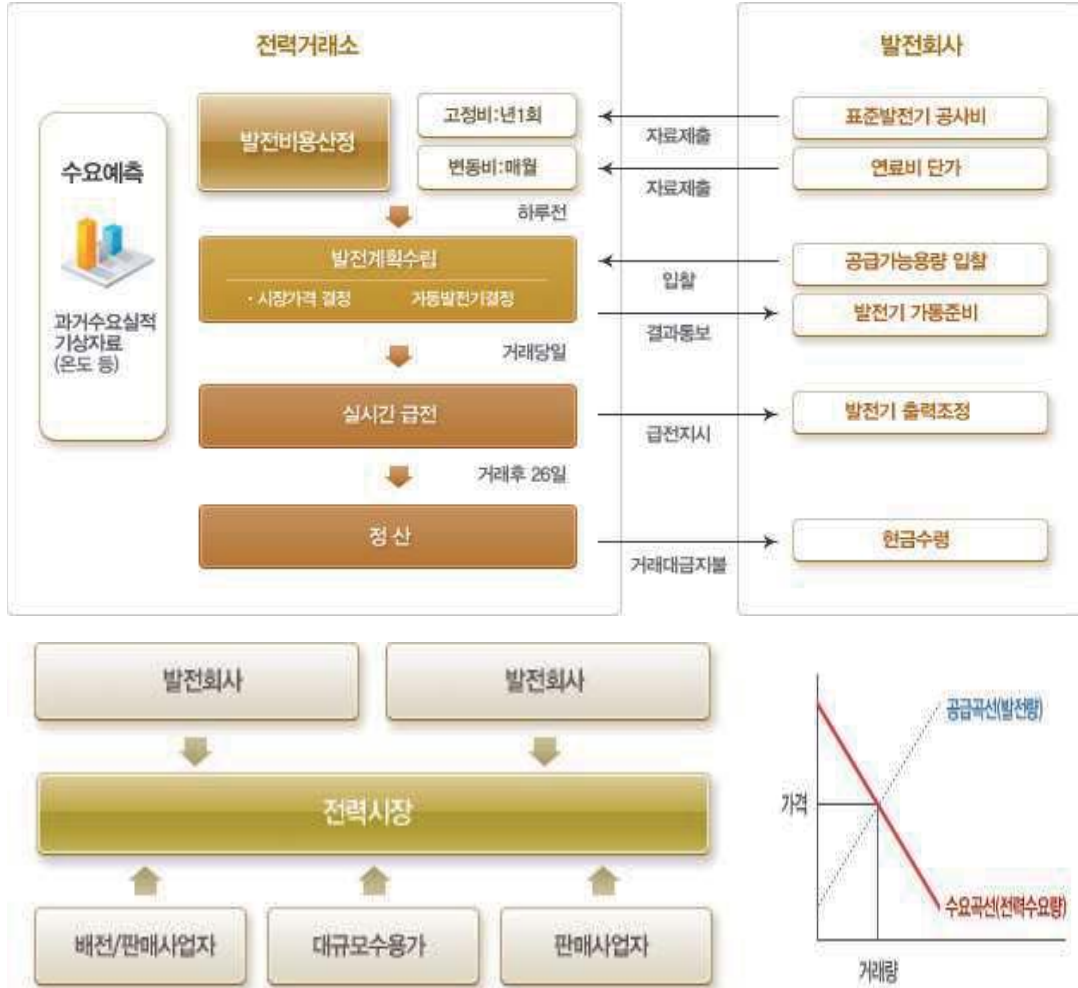 전력거래소
발전회사
수요예측
과거수요실적
기상자료
(온도 등)
발전비용산정
고정비:년1회
변동비:매월
자료제출
자료제출
표준발전기 공사비
연료비 단가
하루전
발전계획수립
· 시장가격 결정 가동발전기결정
입찰
결과통보
공급가능용량 입찰
발전기 가동준비
거래당일
실시간 급전
급전지시
발전기 출력조정
거래후 26일
정 산
거래대금지불
현금수령
발전회사
발전회사
전력시장
배전/판매사업자
대규모수용가
판매사업자
공급곡선(발전량)
가격
수요곡선(전력수요량)
거래량